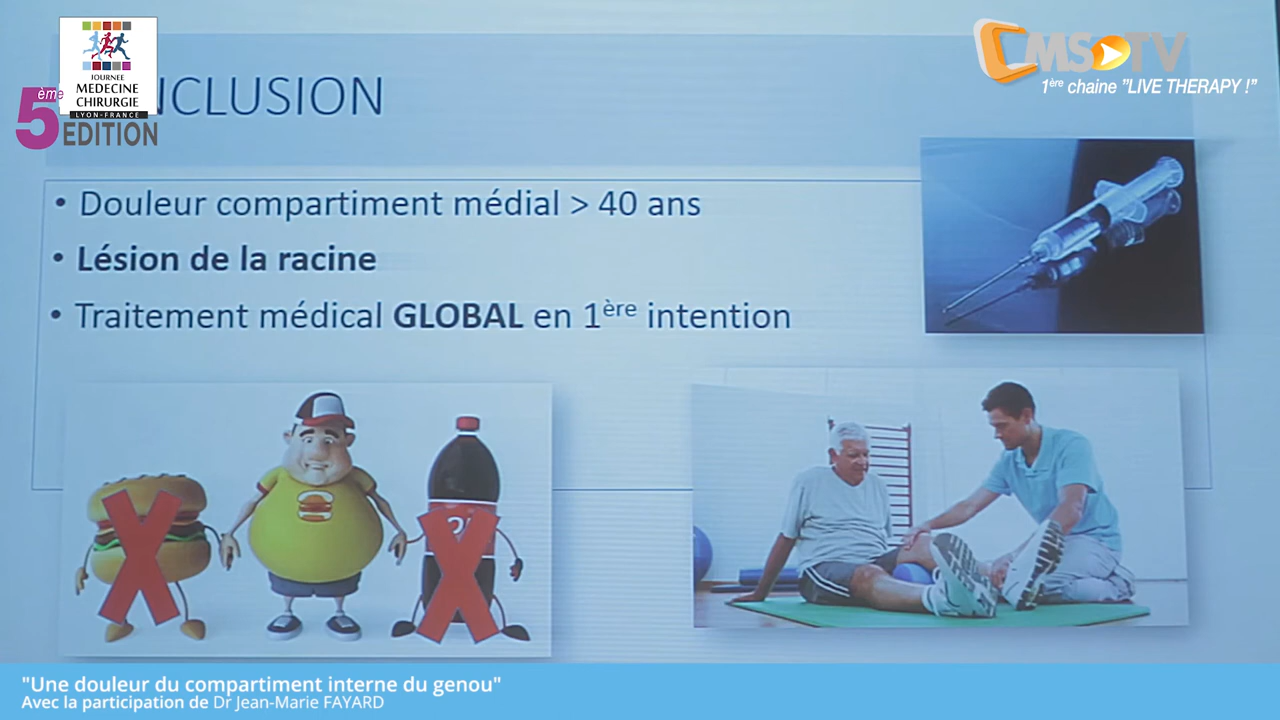 JOURNEE
MEDECINE
CHIRURGIE
LYON-FRANCE
5ème
EDITION
NCLUSION
CMSTV
1ère chaine "LIVE THERAPY !"
• Douleur compartiment médial > 40 ans
• Lésion de la racine
• Traitement médical GLOBAL en 1ère intention
"Une douleur du compartiment interne du genou"
Avec la participation de Dr Jean-Marie FAYARD